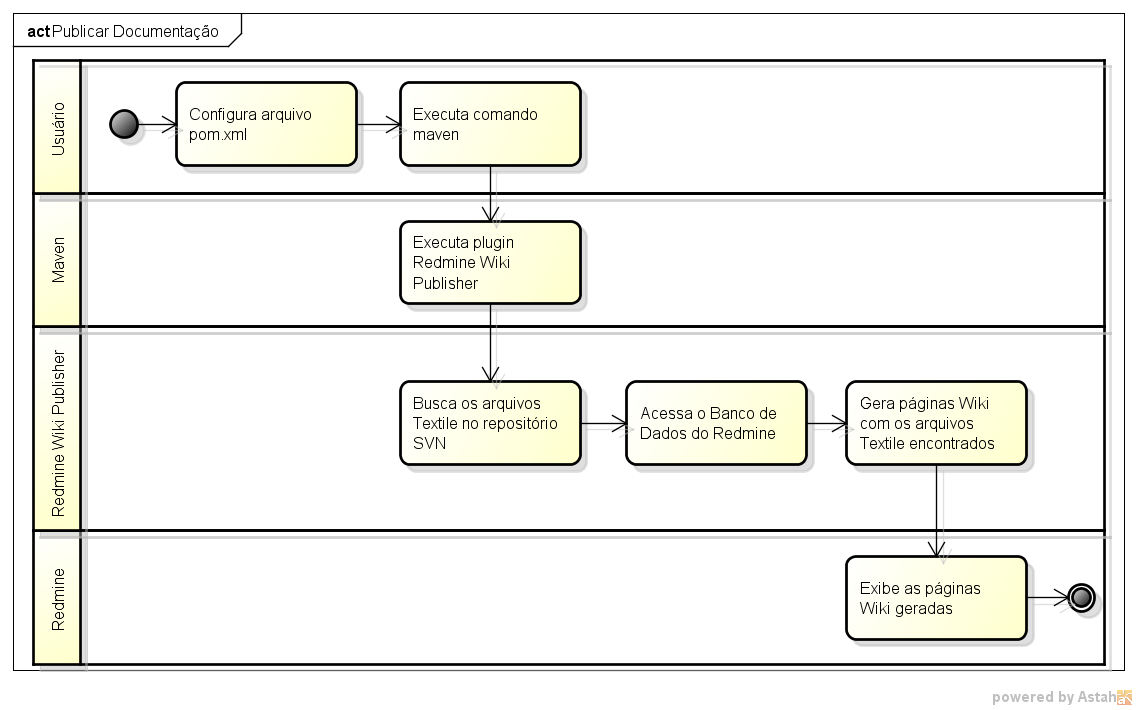 act Publicar Documentação
Usuário
Configura arquivo
pom.xml
Executa comando
maven
Maven
Executa plugin
Redmine Wiki
Publisher
Redmine Wiki Publisher
Busca os arquivos
Textile no repositório
SVN
Acessa o Banco de
Dados do Redmine
Gera páginas Wiki
com os arquivos
Textile encontrados
Redmine
Exibe as páginas
Wiki geradas
powered by Astah